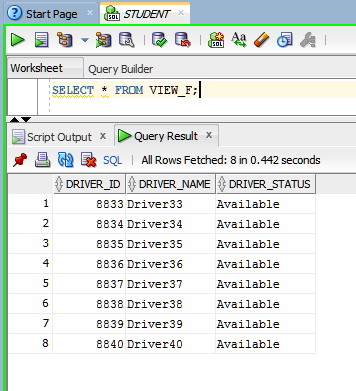 Start Page STUDENT
Worksheet Query Builder
SELECT * FROM VIEW_F;
Script Output Query Result
SQL All Rows Fetched: 8 in 0.442 seconds
DRIVER_ID DRIVER_NAME DRIVER_STATUS
1 8833 Driver33 Available
2 8834 Driver34 Available
3 8835 Driver35 Available
4 8836 Driver36 Available
5 8837 Driver37 Available
6 8838 Driver38 Available
7 8839 Driver39 Available
8 8840 Driver40 Available